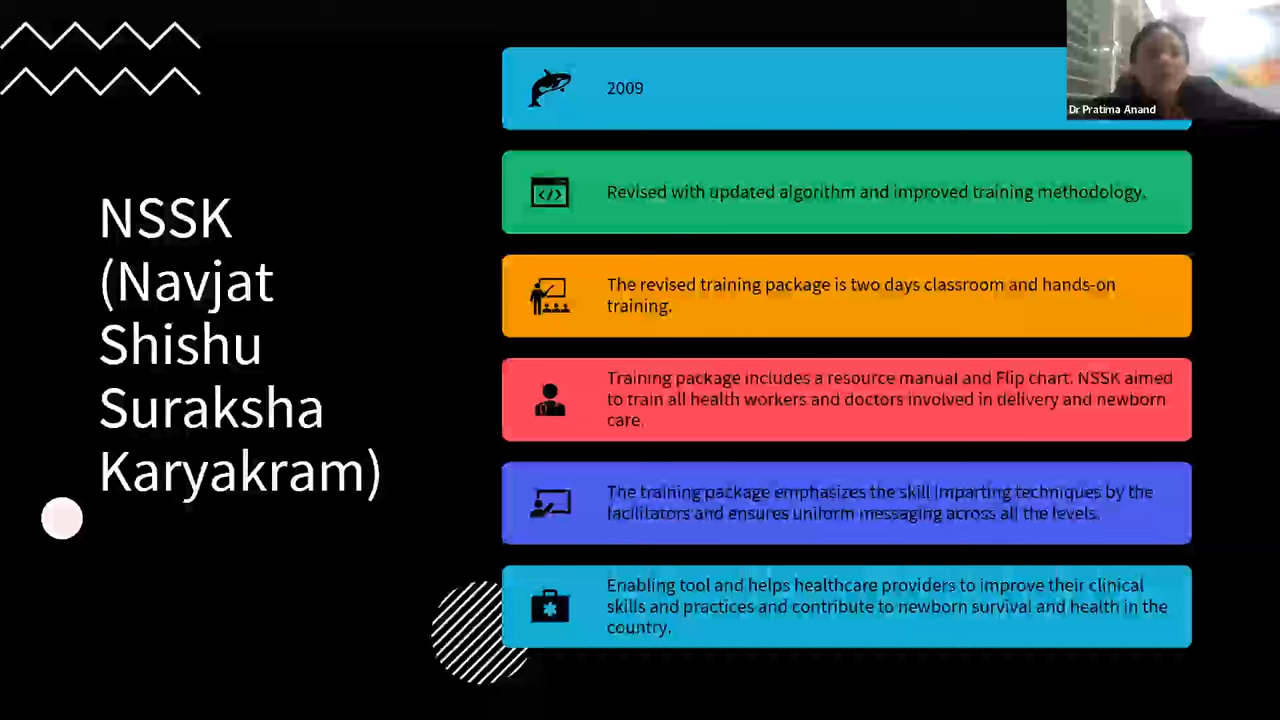 NSSK
(Navjat
Shishu
Suraksha
Karyakram)
2009
Revised with updated algorithm and improved training methodology.
The revised training package is two days classroom and hands-on
training.
Training package includes a resource manual and Flip chart. NSSK aimed
to train all health workers and doctors involved in delivery and newborn
care.
The training package emphasizes the skill imparting techniques by the
facilitators and ensures uniform messaging across all the levels.
Enabling tool and helps healthcare providers to improve their clinical
skills and practices and contribute to newborn survival and health in the
country.
Dr Pratima Anand